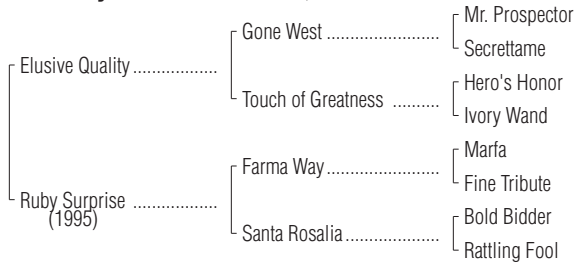 Mr. Prospector
Gone West ........................
Secrettame
Elusive Quality ..................
Hero's Honor
Touch of Greatness ..........
Ivory Wand
Marfa
Farma Way ........................
Fine Tribute
Ruby Surprise ..................
(1995)
Bold Bidder
Santa Rosalia ....................
Rattling Fool